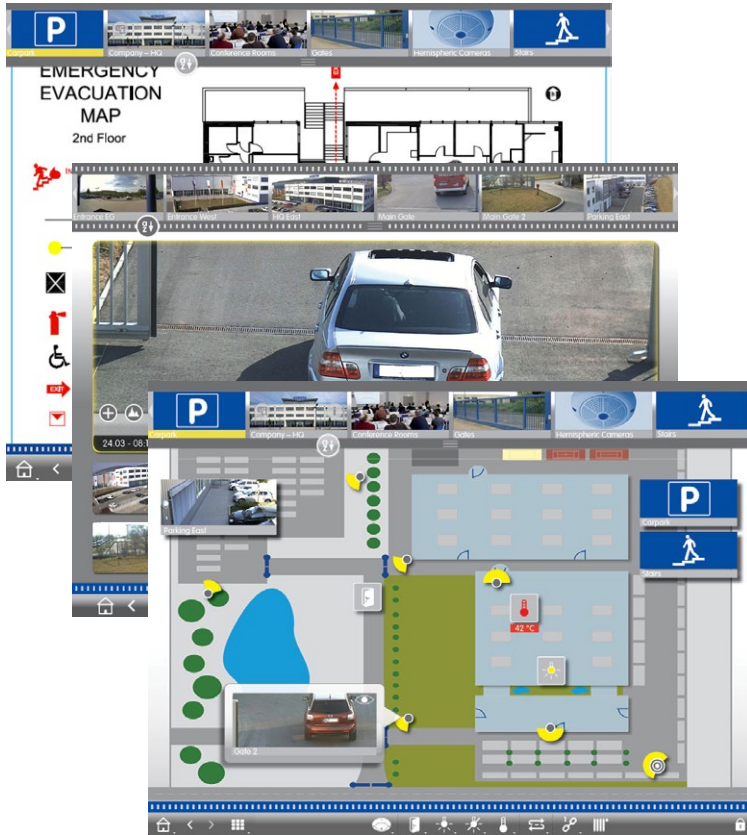 P
Carpark
Company – HQ
Conference Rooms
Gates
Hemispheric Cameras
Stairs
EMERGENCY
EVACUATION
MAP
2nd Floor
Entrance EG
Entrance West
HQ East
Main Gate
Main Gate 2
Parking East
EXIT
24.03 - 08:1
P
Carpark
Company – HQ
Conference Rooms
Gates
Hemispheric Cameras
Stairs
Parking East
P
Carpark
Stairs
42 °C
Gate 2